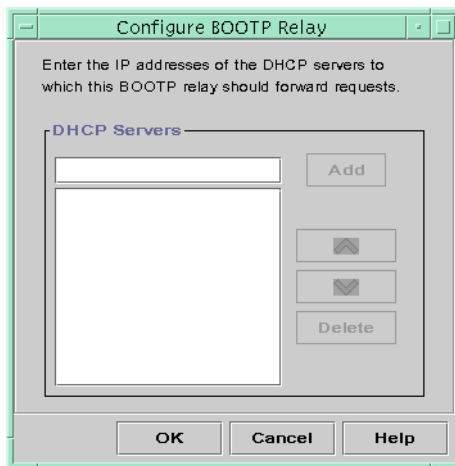 Configure BOOTP Relay
Enter the IP addresses of the DHCP servers to
which this BOOTP relay should forward requests.
DHCP Servers
Add
Delete
OK
Cancel
Help